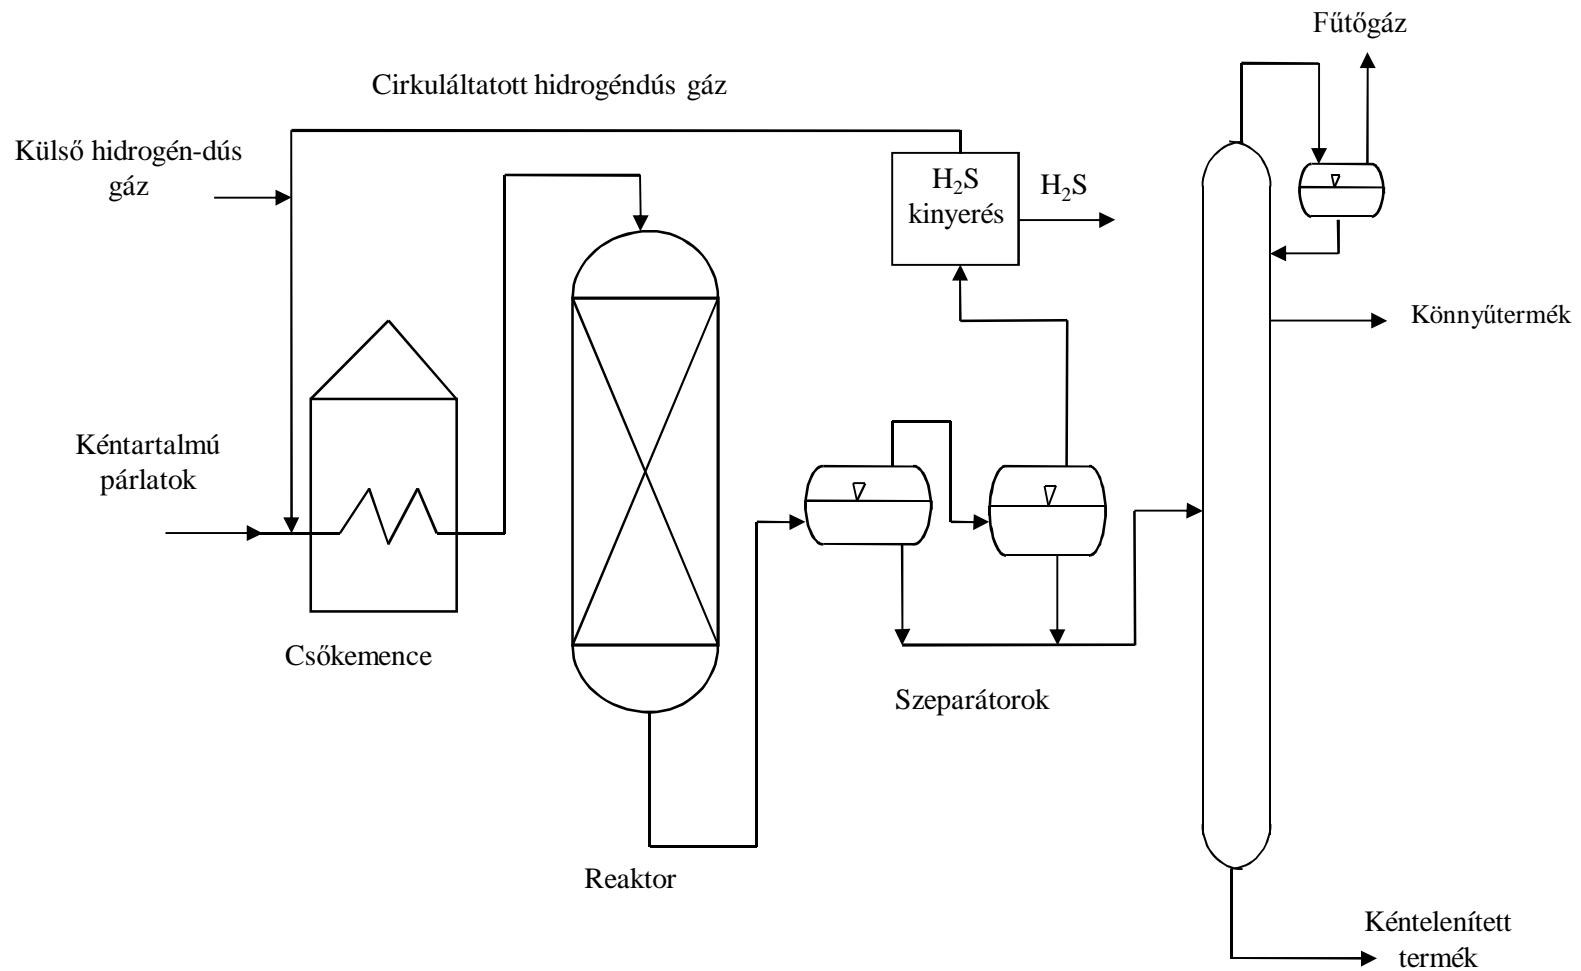 Fűtőgáz
Cirkuláltatott hidrogéndús gáz
Külső hidrogén-dús
gáz
H₂S
kinyerés
H₂S
Könnyűtermék
Kéntartalmú
párlatok
Csőkemence
Szeparátorok
Reaktor
Kéntelenített
termék